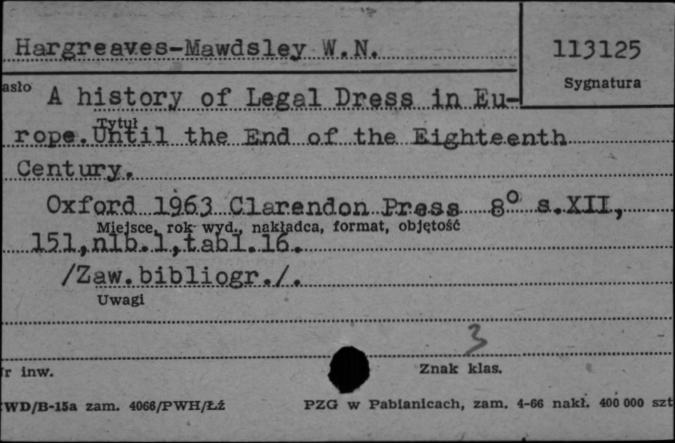 Hargreaves-Mawdsley W.N.
113125
Sygnatura
asło A history of Legal Dress in Eu-
Tytuł
rope. Until the End of the Eighteenth
Century.
Oxford 1963 Clarendon Press 8° s.XII,
Miejsce, rok wyd., nakładca, format, objętość
151,nlb.1,tabl.16.
/Zaw.bibliogr./.
Uwagi
3
r inw.
Znak klas.
WD/B-15a zam. 4066/PWH/Łź
PZG w Pabianicach, zam. 4-66 nakł. 400 000 szt